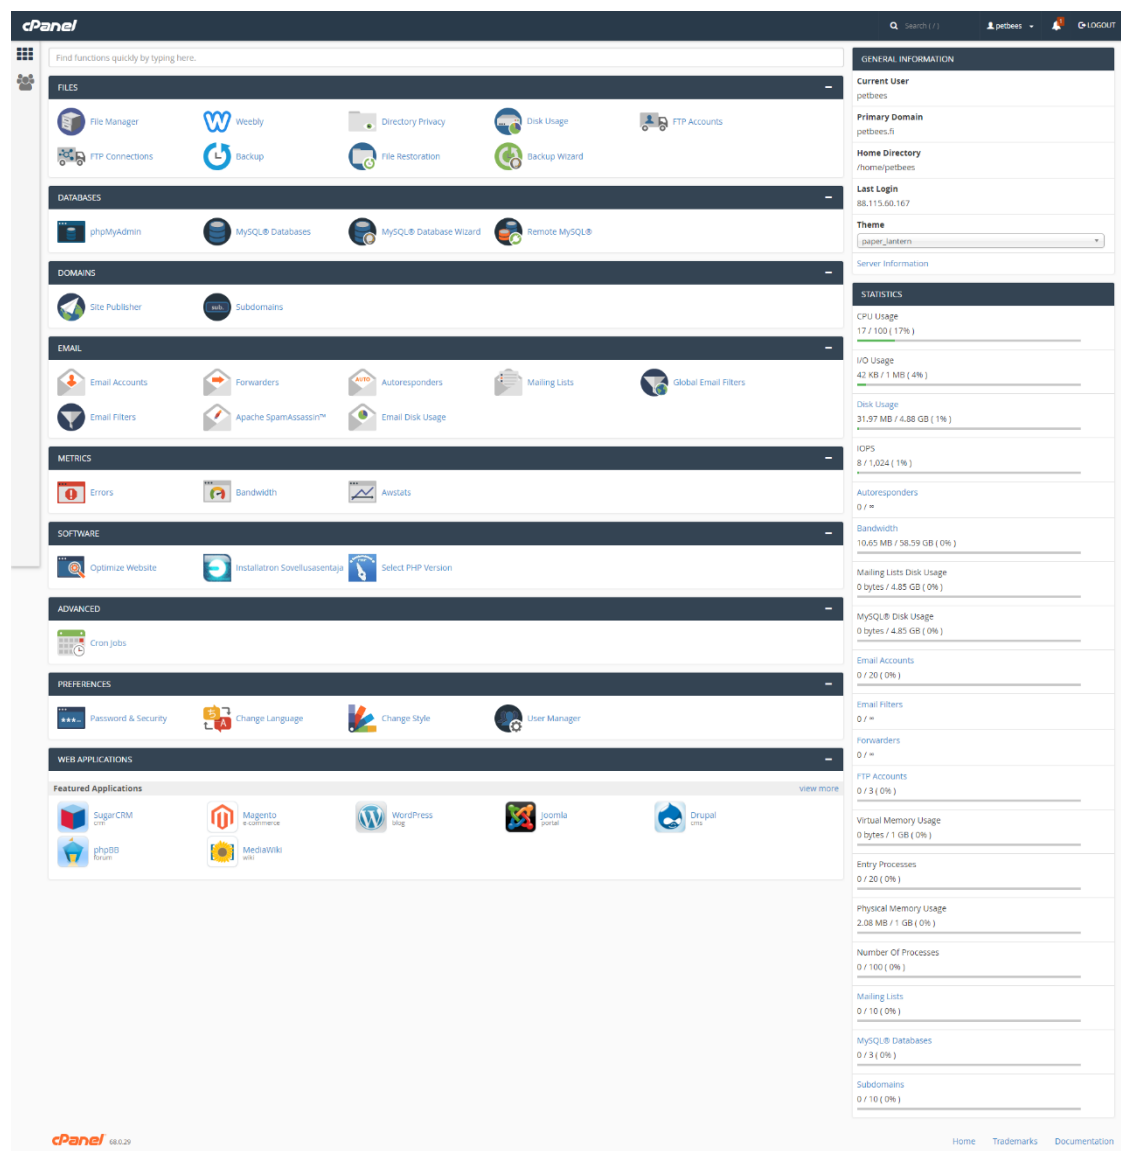 cPanel
Search ( / )
petbees
1
LOGOUT
Find functions quickly by typing here.
FILES
File Manager
Weebly
Directory Privacy
Disk Usage
FTP Accounts
FTP Connections
Backup
File Restoration
Backup Wizard
DATABASES
phpMyAdmin
MySQL® Databases
MySQL® Database Wizard
Remote MySQL®
DOMAINS
Site Publisher
sub.
Subdomains
EMAIL
Email Accounts
Forwarders
AUTO
Autoresponders
Mailing Lists
Global Email Filters
Email Filters
Apache SpamAssassin™
Email Disk Usage
METRICS
Errors
Bandwidth
Awstats
SOFTWARE
Optimize Website
Installatron Sovellusasentaja
Select PHP Version
ADVANCED
Cron Jobs
PREFERENCES
Password & Security
Change Language
Change Style
User Manager
WEB APPLICATIONS
Featured Applications
view more
SugarCRM
crm
Magento
e-commerce
WordPress
blog
Joomla
portal
Drupal
cms
phpBB
forum
MediaWiki
wiki
GENERAL INFORMATION
Current User
petbees
Primary Domain
petbees.fi
Home Directory
/home/petbees
Last Login
88.115.60.167
Theme
paper_lantern
Server Information
STATISTICS
CPU Usage
17 / 100 ( 17% )
I/O Usage
42 KB / 1 MB ( 4% )
Disk Usage
31.97 MB / 4.88 GB ( 1% )
IOPS
8 / 1,024 ( 1% )
Autoresponders
0 / ∞
Bandwidth
10.65 MB / 58.59 GB ( 0% )
Mailing Lists Disk Usage
0 bytes / 4.85 GB ( 0% )
MySQL® Disk Usage
0 bytes / 4.85 GB ( 0% )
Email Accounts
0 / 20 ( 0% )
Email Filters
0 / ∞
Forwarders
0 / ∞
FTP Accounts
0 / 3 ( 0% )
Virtual Memory Usage
0 bytes / 1 GB ( 0% )
Entry Processes
0 / 20 ( 0% )
Physical Memory Usage
2.08 MB / 1 GB ( 0% )
Number Of Processes
0 / 100 ( 0% )
Mailing Lists
0 / 10 ( 0% )
MySQL® Databases
0 / 3 ( 0% )
Subdomains
0 / 10 ( 0% )
cPanel 68.0.29
Home
Trademarks
Documentation